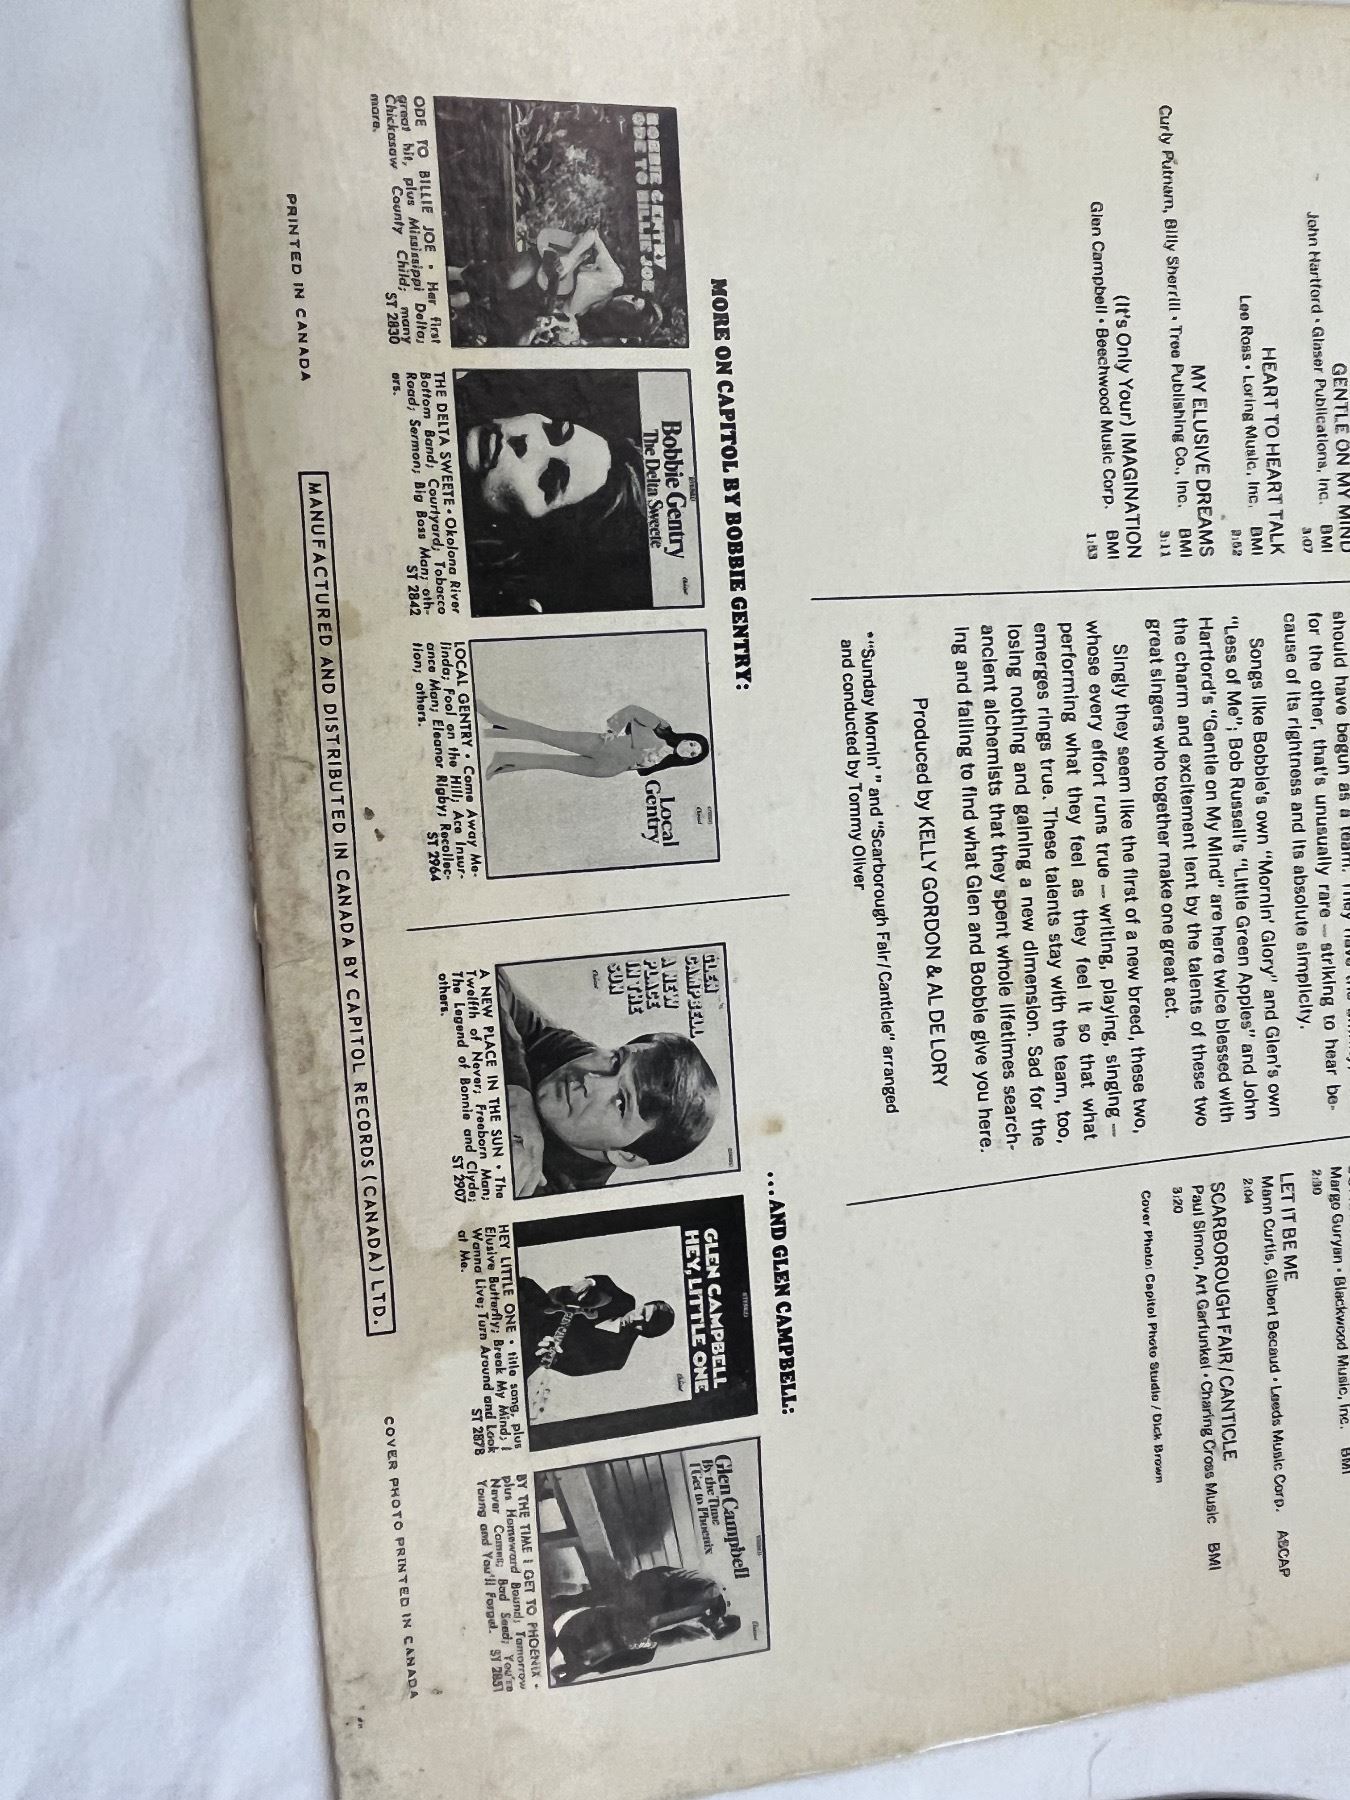 GENTLE ON MY MIND
John Hartford • Glaser Publications, Inc. BMI
3:07
HEART TO HEART TALK
Lee Ross • Loring Music, Inc. BMI
2:52
MY ELUSIVE DREAMS
Curly Putnam, Billy Sherrill • Tree Publishing Co., Inc. BMI
3:11
(It's Only Your) IMAGINATION
Glen Campbell • Beechwood Music Corp. BMI
1:53
should have begun as a team. They have
for the other, that's unusually rare — striking to hear be-
cause of its rightness and its absolute simplicity.
Songs like Bobbie's own "Mornin' Glory" and Glen's own
"Less of Me"; Bob Russell's "Little Green Apples" and John
Hartford's "Gentle on My Mind" are here twice blessed with
the charm and excitement lent by the talents of these two
great singers who together make one great act.
Singly they seem like the first of a new breed, these two,
whose every effort runs true — writing, playing, singing —
performing what they feel as they feel it so that what
emerges rings true. These talents stay with the team, too,
losing nothing and gaining a new dimension. Sad for the
ancient alchemists that they spent whole lifetimes search-
ing and failing to find what Glen and Bobbie give you here.
Produced by KELLY GORDON & AL DE LORY
*"Sunday Mornin' " and "Scarborough Fair/Canticle" arranged
and conducted by Tommy Oliver
Margo Guryan • Blackwood Music, Inc. BMI
2:30
LET IT BE ME
Mann Curtis, Gilbert Becaud • Leeds Music Corp. ASCAP
2:04
SCARBOROUGH FAIR / CANTICLE
Paul Simon, Art Garfunkel • Charing Cross Music BMI
3:20
Cover Photo: Capitol Photo Studio / Dick Brown
MORE ON CAPITOL BY BOBBIE GENTRY:
BOBBIE GENTRY
ODE TO BILLIE JOE
ODE TO BILLIE JOE • Her first
great hit, plus Mississippi Delta;
Chickasaw County Child; many
more. ST 2830
Bobbie Gentry
The Delta Sweete
THE DELTA SWEETE • Okolona River
Bottom Band; Courtyard; Tobacco
Road; Sermon; Big Boss Man; oth-
ers. ST 2842
Local
Gentry
LOCAL GENTRY • Come Away Me-
linda; Fool on the Hill; Ace Insur-
ance Man; Eleanor Rigby; Recollec-
tion; others. ST 2964
...AND GLEN CAMPBELL:
GLEN
CAMPBELL
A NEW
PLACE
IN THE
SUN
A NEW PLACE IN THE SUN • The
Twelfth of Never; Freeborn Man;
The Legend of Bonnie and Clyde;
others. ST 2907
STEREO
GLEN CAMPBELL
HEY, LITTLE ONE
HEY LITTLE ONE • title song, plus
Elusive Butterfly; Break My Mind; I
Wanna Live; Turn Around and Look
at Me. ST 2878
Glen Campbell
By the Time
I Get to Phoenix
BY THE TIME I GET TO PHOENIX •
plus Homeward Bound; Tomorrow
Never Comes; Bad Seed; You're
Young and You'll Forget. ST 2851
PRINTED IN CANADA
MANUFACTURED AND DISTRIBUTED IN CANADA BY CAPITOL RECORDS (CANADA) LTD.
COVER PHOTO PRINTED IN CANADA